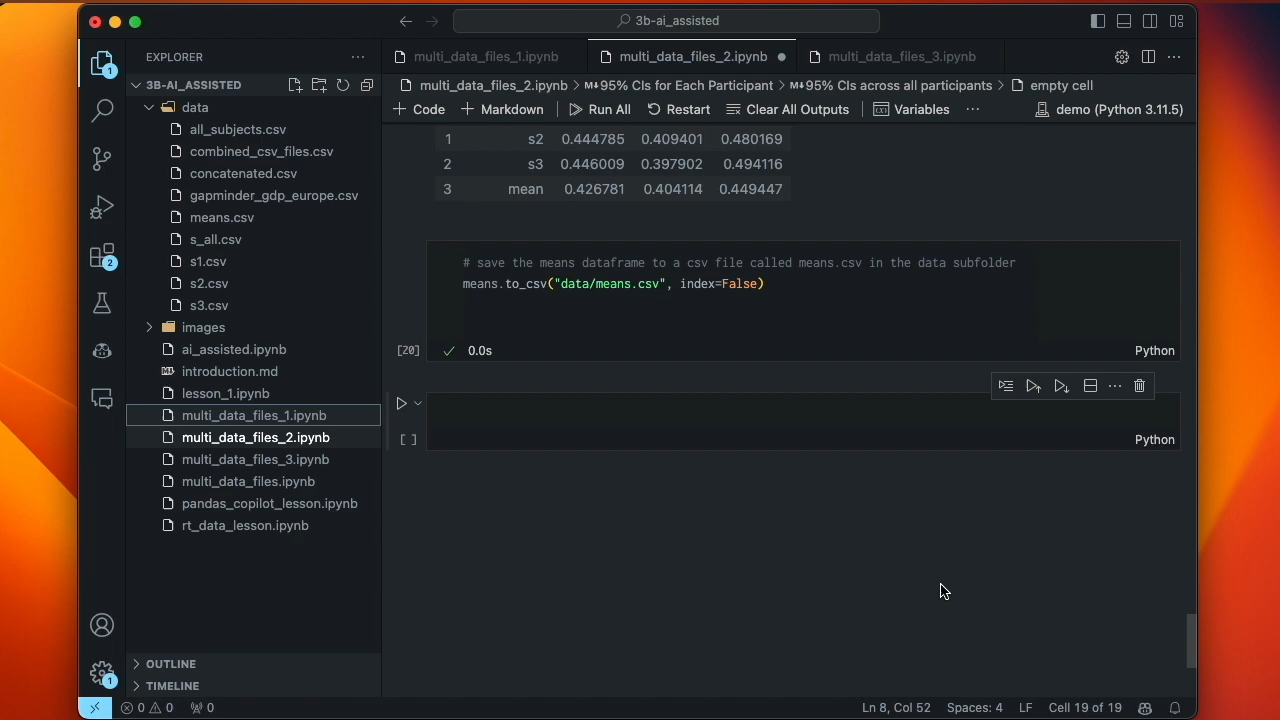 3b-ai_assisted
EXPLORER
multi_data_files_1.ipynb
multi_data_files_2.ipynb
multi_data_files_3.ipynb
3B-AI_ASSISTED
multi_data_files_2.ipynb > M↓95% CIs for Each Participant > M↓95% CIs across all participants > empty cell
+ Code + Markdown Run All Restart Clear All Outputs Variables ... demo (Python 3.11.5)
data
all_subjects.csv
combined_csv_files.csv
concatenated.csv
gapminder_gdp_europe.csv
means.csv
s_all.csv
s1.csv
s2.csv
s3.csv
images
ai_assisted.ipynb
introduction.md
lesson_1.ipynb
multi_data_files_1.ipynb
multi_data_files_2.ipynb
multi_data_files_3.ipynb
multi_data_files.ipynb
pandas_copilot_lesson.ipynb
rt_data_lesson.ipynb
OUTLINE
TIMELINE
1 s2 0.444785 0.409401 0.480169
2 s3 0.446009 0.397902 0.494116
3 mean 0.426781 0.404114 0.449447
# save the means dataframe to a csv file called means.csv in the data subfolder
means.to_csv("data/means.csv", index=False)
[20] ✓ 0.0s Python
[ ] Python
1
2
1
0 0 0
Ln 8, Col 52 Spaces: 4 LF Cell 19 of 19